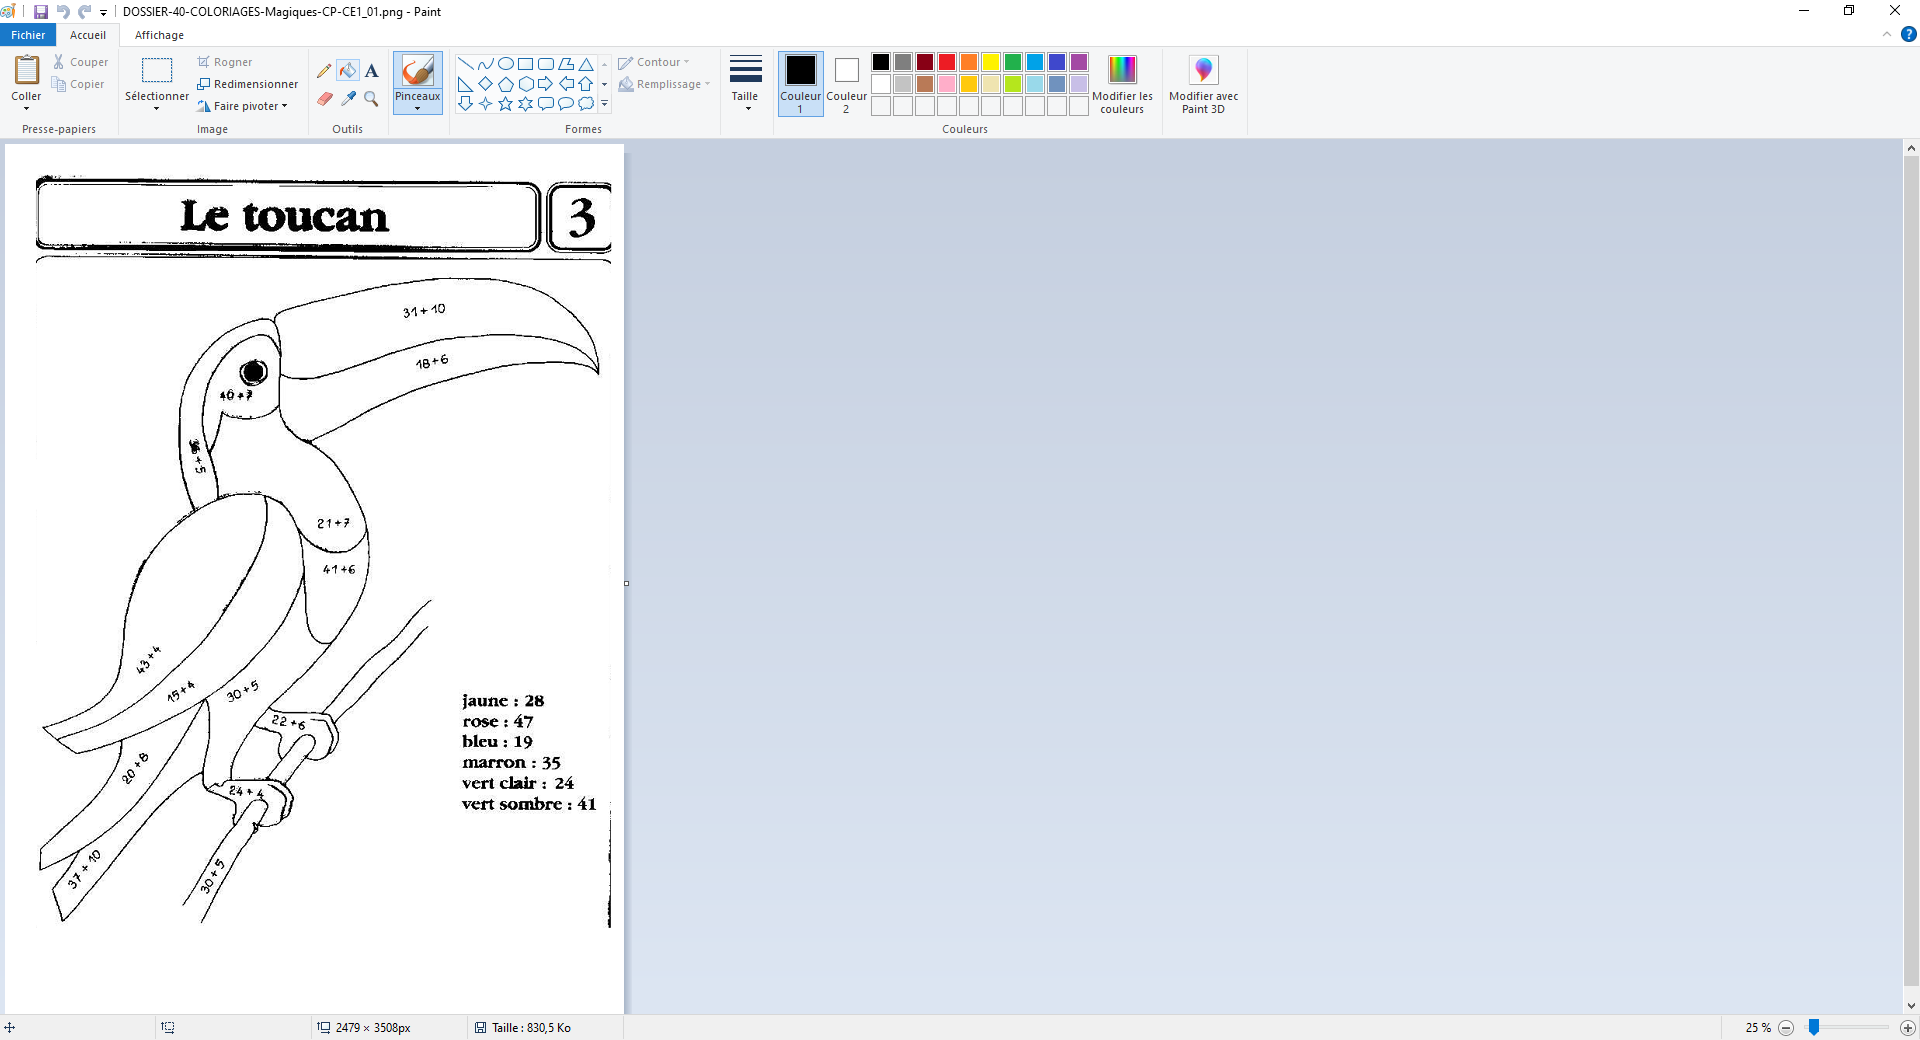 DOSSIER-40-COLORIAGES-Magiques-CP-CE1_01.png - Paint
Fichier Accueil Affichage
Coller
Couper
Copier
Presse-papiers
Sélectionner
Rogner
Redimensionner
Faire pivoter
Image
A
Outils
Pinceaux
Contour
Remplissage
Formes
Taille
Couleur 1
Couleur 2
Couleurs
Modifier les couleurs
Modifier avec Paint 3D
?
Le toucan 3
31+10
18+6
40+7
+5
21+7
41+6
43+4
15+4
30+5
22+6
20+8
24+4
37+10
30+5
jaune : 28
rose : 47
bleu : 19
marron : 35
vert clair : 24
vert sombre : 41
2479 × 3508px
Taille : 830,5 Ko
25 %